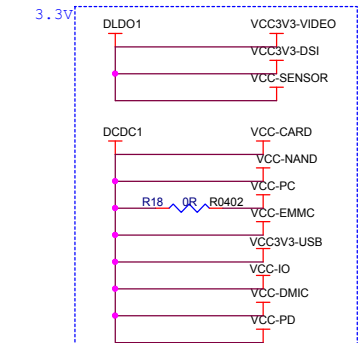 3.3V
DLDO1 VCC3V3-VIDEO
VCC3V3-DSI
VCC-SENSOR
DCDC1 VCC-CARD
VCC-NAND
VCC-PC
R18 0R R0402
VCC-EMMC
VCC3V3-USB
VCC-IO
VCC-DMIC
VCC-PD